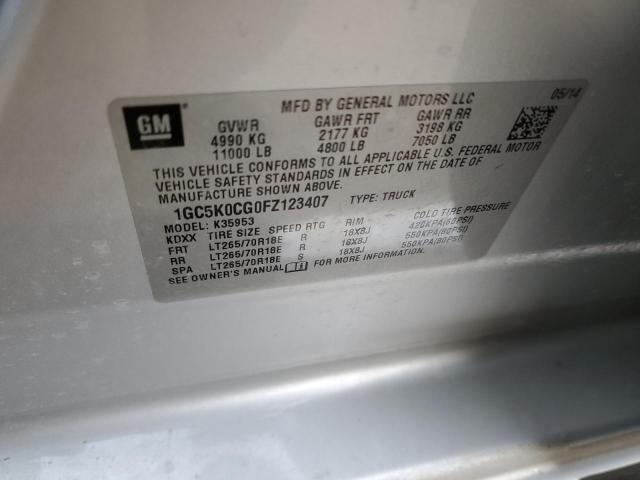 GM
MFD BY GENERAL MOTORS LLC
05/14
GVWR GAWR FRT GAWR RR
4990 KG 2177 KG 3198 KG
11000 LB 4800 LB 7050 LB
THIS VEHICLE CONFORMS TO ALL APPLICABLE U.S. FEDERAL MOTOR
VEHICLE SAFETY STANDARDS IN EFFECT ON THE DATE OF
MANUFACTURE SHOWN ABOVE.
1GC5K0CG0FZ123407 TYPE: TRUCK
MODEL: K35953
KDXX TIRE SIZE SPEED RTG RIM COLD TIRE PRESSURE
FRT LT265/70R18E R 18X8J 420KPA(60PSI)
RR LT265/70R18E R 18X8J 550KPA(80PSI)
SPA LT265/70R18E S 18X8J 550KPA(80PSI)
SEE OWNER'S MANUAL FOR MORE INFORMATION.